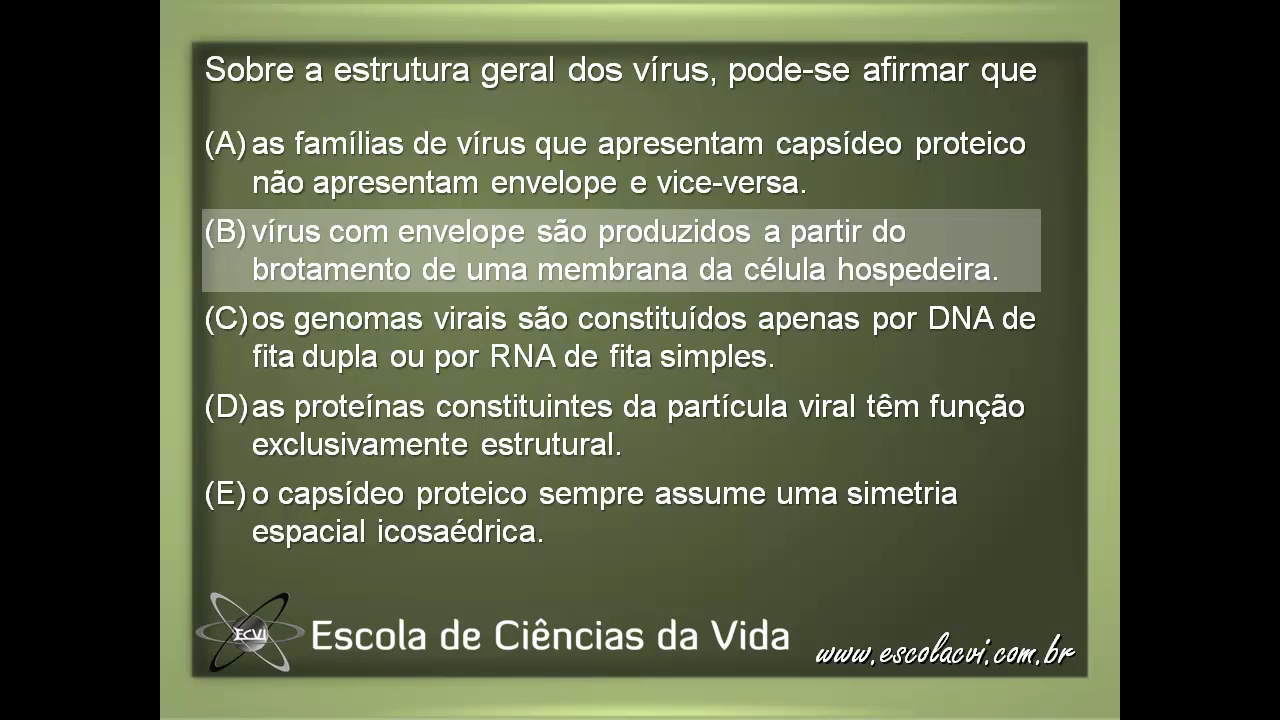 Sobre a estrutura geral dos vírus, pode-se afirmar que
(A) as famílias de vírus que apresentam capsídeo proteico
não apresentam envelope e vice-versa.
(B) vírus com envelope são produzidos a partir do
brotamento de uma membrana da célula hospedeira.
(C) os genomas virais são constituídos apenas por DNA de
fita dupla ou por RNA de fita simples.
(D) as proteínas constituintes da partícula viral têm função
exclusivamente estrutural.
(E) o capsídeo proteico sempre assume uma simetria
espacial icosaédrica.
ECVI Escola de Ciências da Vida
www.escolacvi.com.br